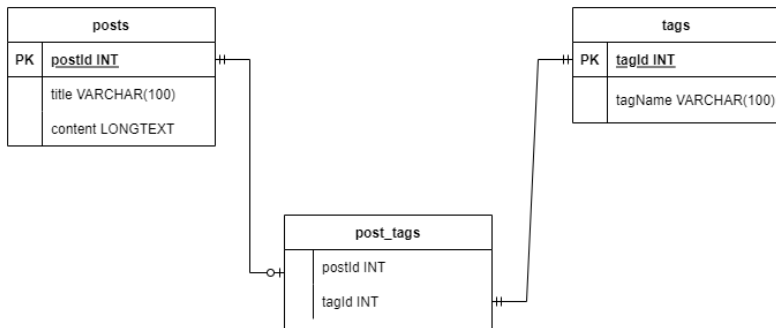 posts
PK postId INT
title VARCHAR(100)
content LONGTEXT
tags
PK tagId INT
tagName VARCHAR(100)
post_tags
postId INT
tagId INT